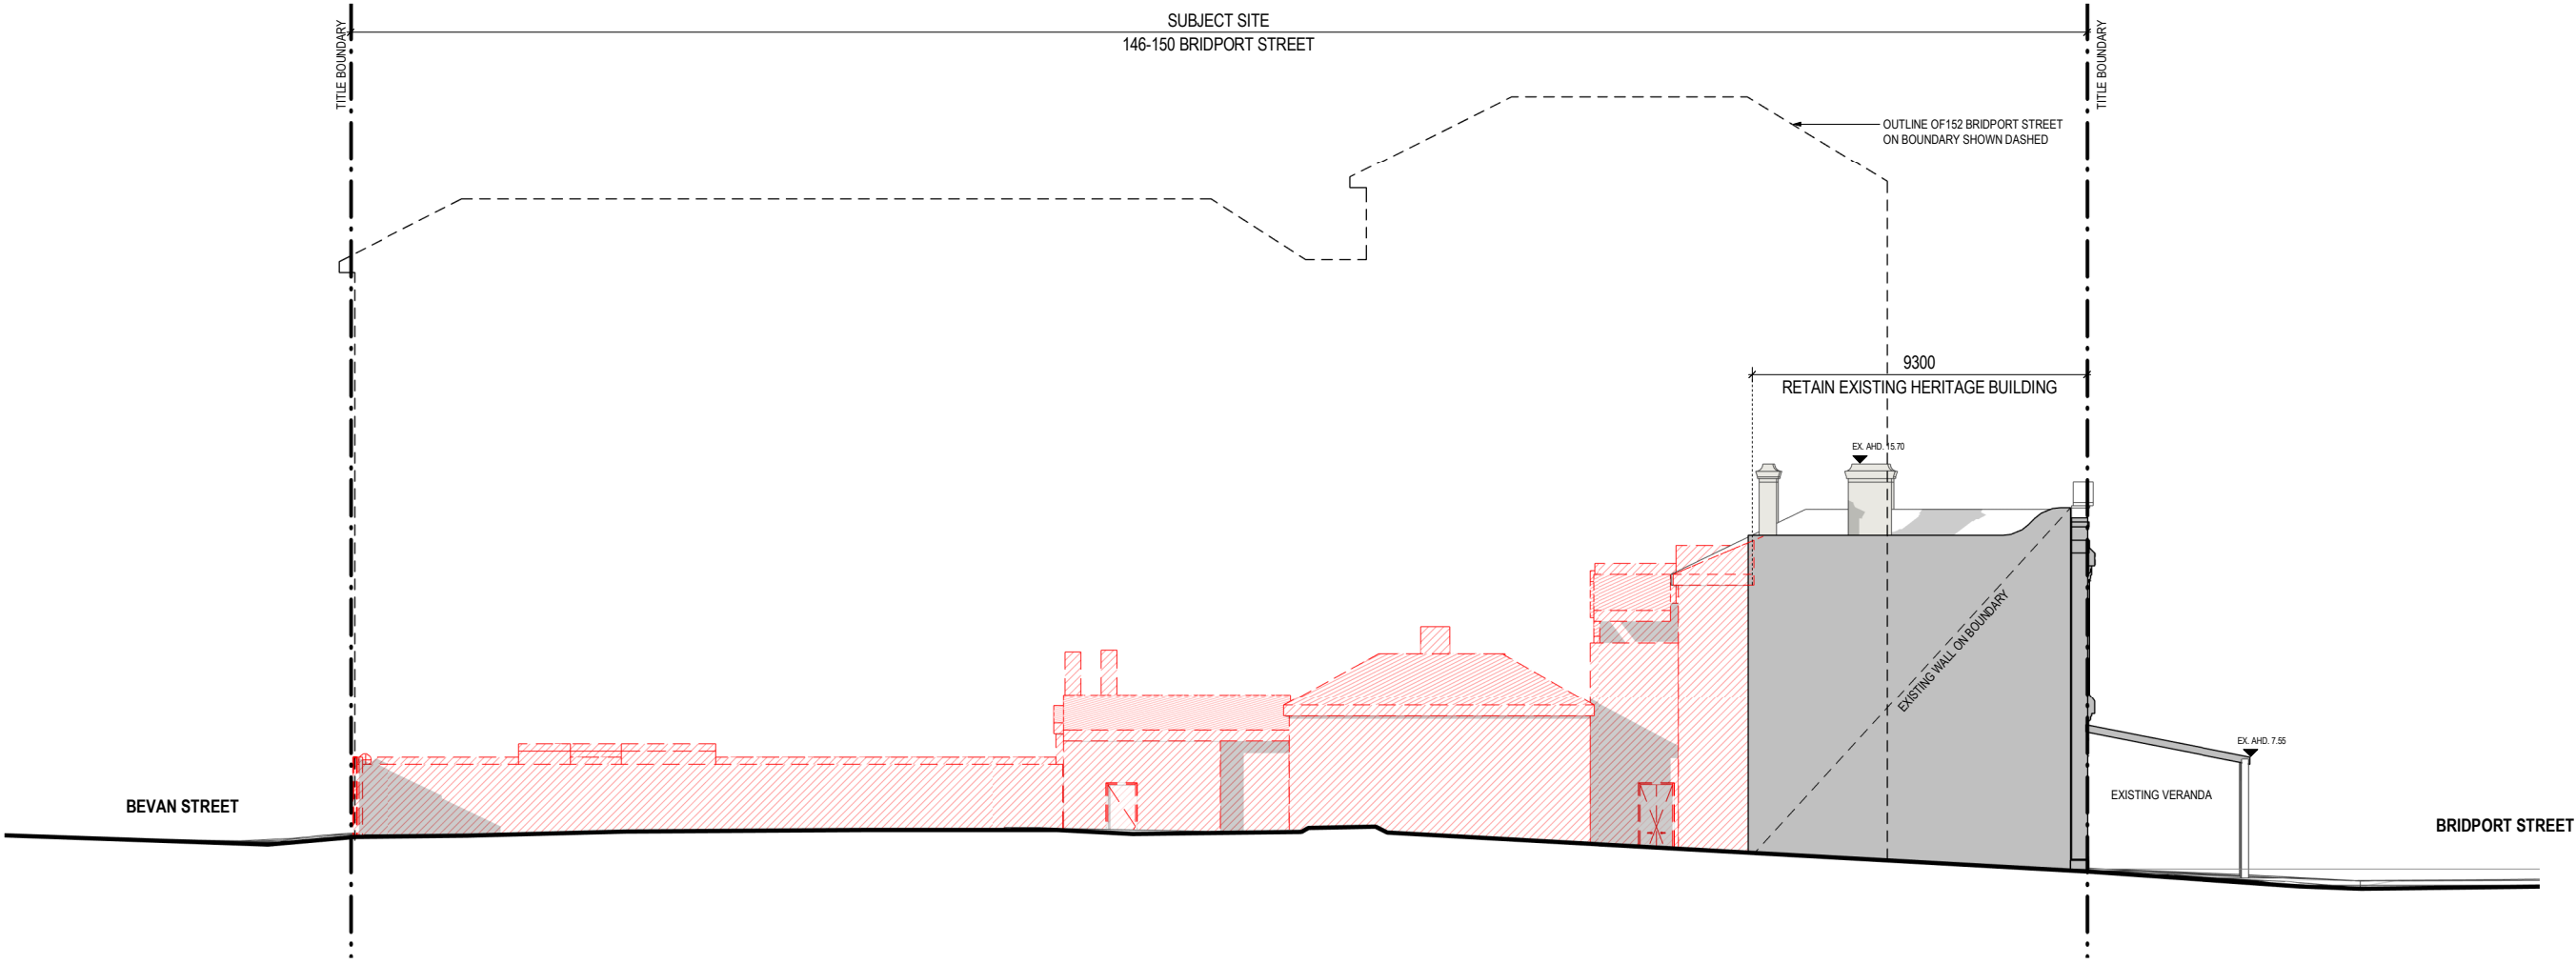 SUBJECT SITE
146-150 BRIDPORT STREET
TITLE BOUNDARY
TITLE BOUNDARY
OUTLINE OF152 BRIDPORT STREET
ON BOUNDARY SHOWN DASHED
9300
RETAIN EXISTING HERITAGE BUILDING
EX. AHD. 15.70
EXISTING WALL ON BOUNDARY
EX. AHD. 7.55
EXISTING VERANDA
BEVAN STREET
BRIDPORT STREET